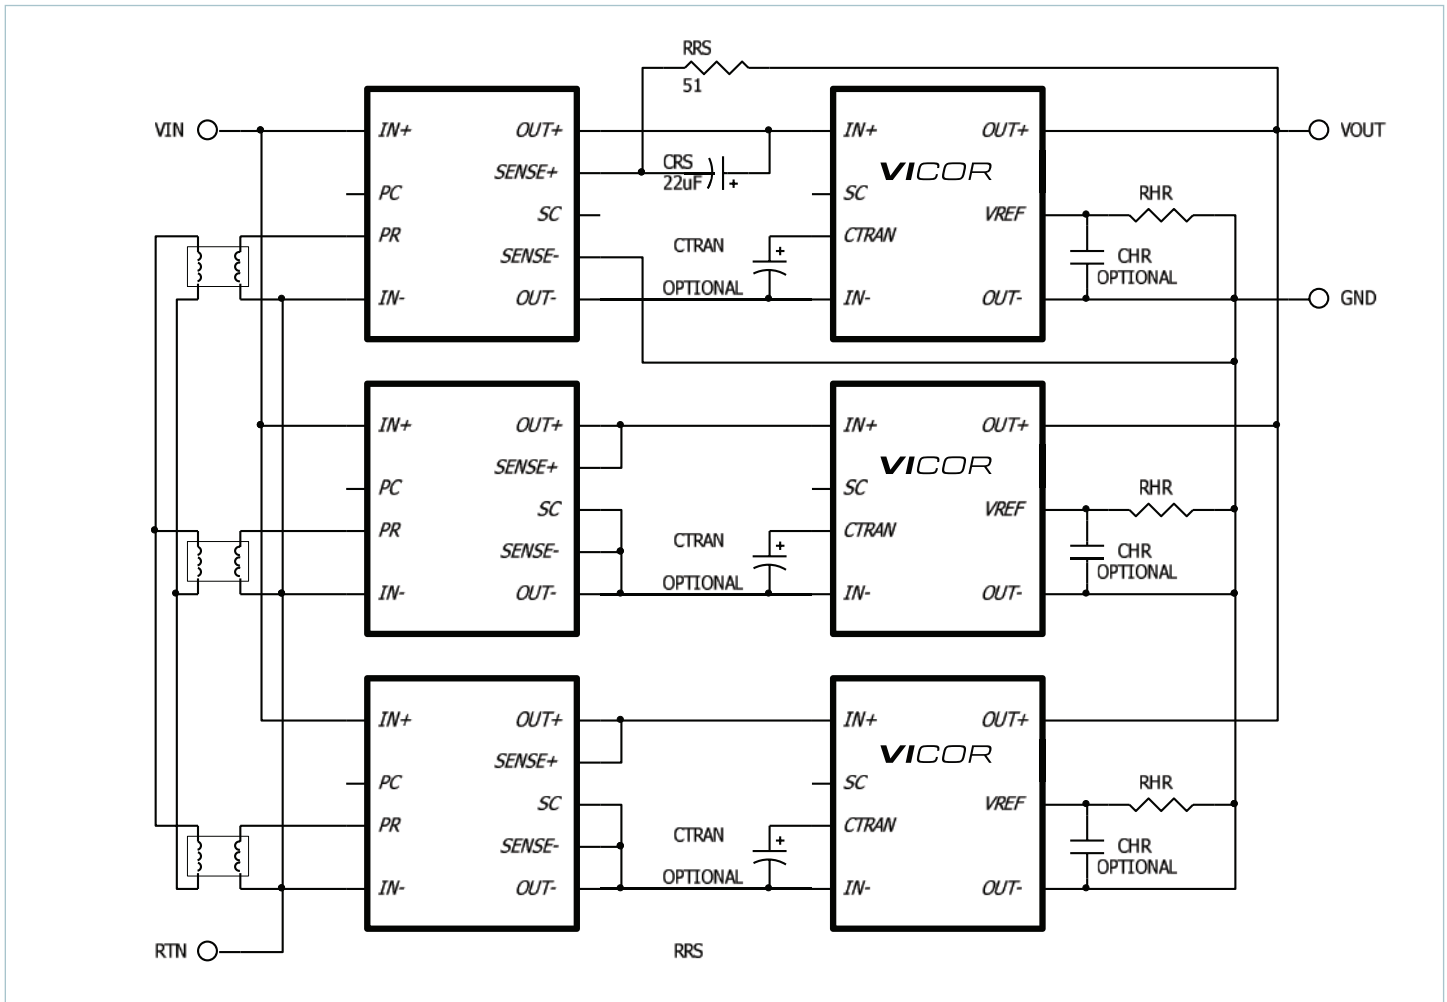 RRS
51
VIN
IN+
OUT+
IN+
OUT+
VOUT
SENSE+
CRS
22uF
+
VICOR
PC
SC
RHR
SC
VREF
PR
CTRAN
+
CTRAN
SENSE-
CHR
OPTIONAL
IN-
OUT-
OPTIONAL
IN-
OUT-
GND
IN+
OUT+
IN+
OUT+
SENSE+
VICOR
PC
SC
RHR
SC
VREF
PR
CTRAN
+
CTRAN
SENSE-
CHR
OPTIONAL
IN-
OUT-
OPTIONAL
IN-
OUT-
IN+
OUT+
IN+
OUT+
SENSE+
VICOR
PC
SC
RHR
SC
VREF
PR
CTRAN
+
CTRAN
SENSE-
CHR
OPTIONAL
IN-
OUT-
OPTIONAL
IN-
OUT-
RTN
RRS